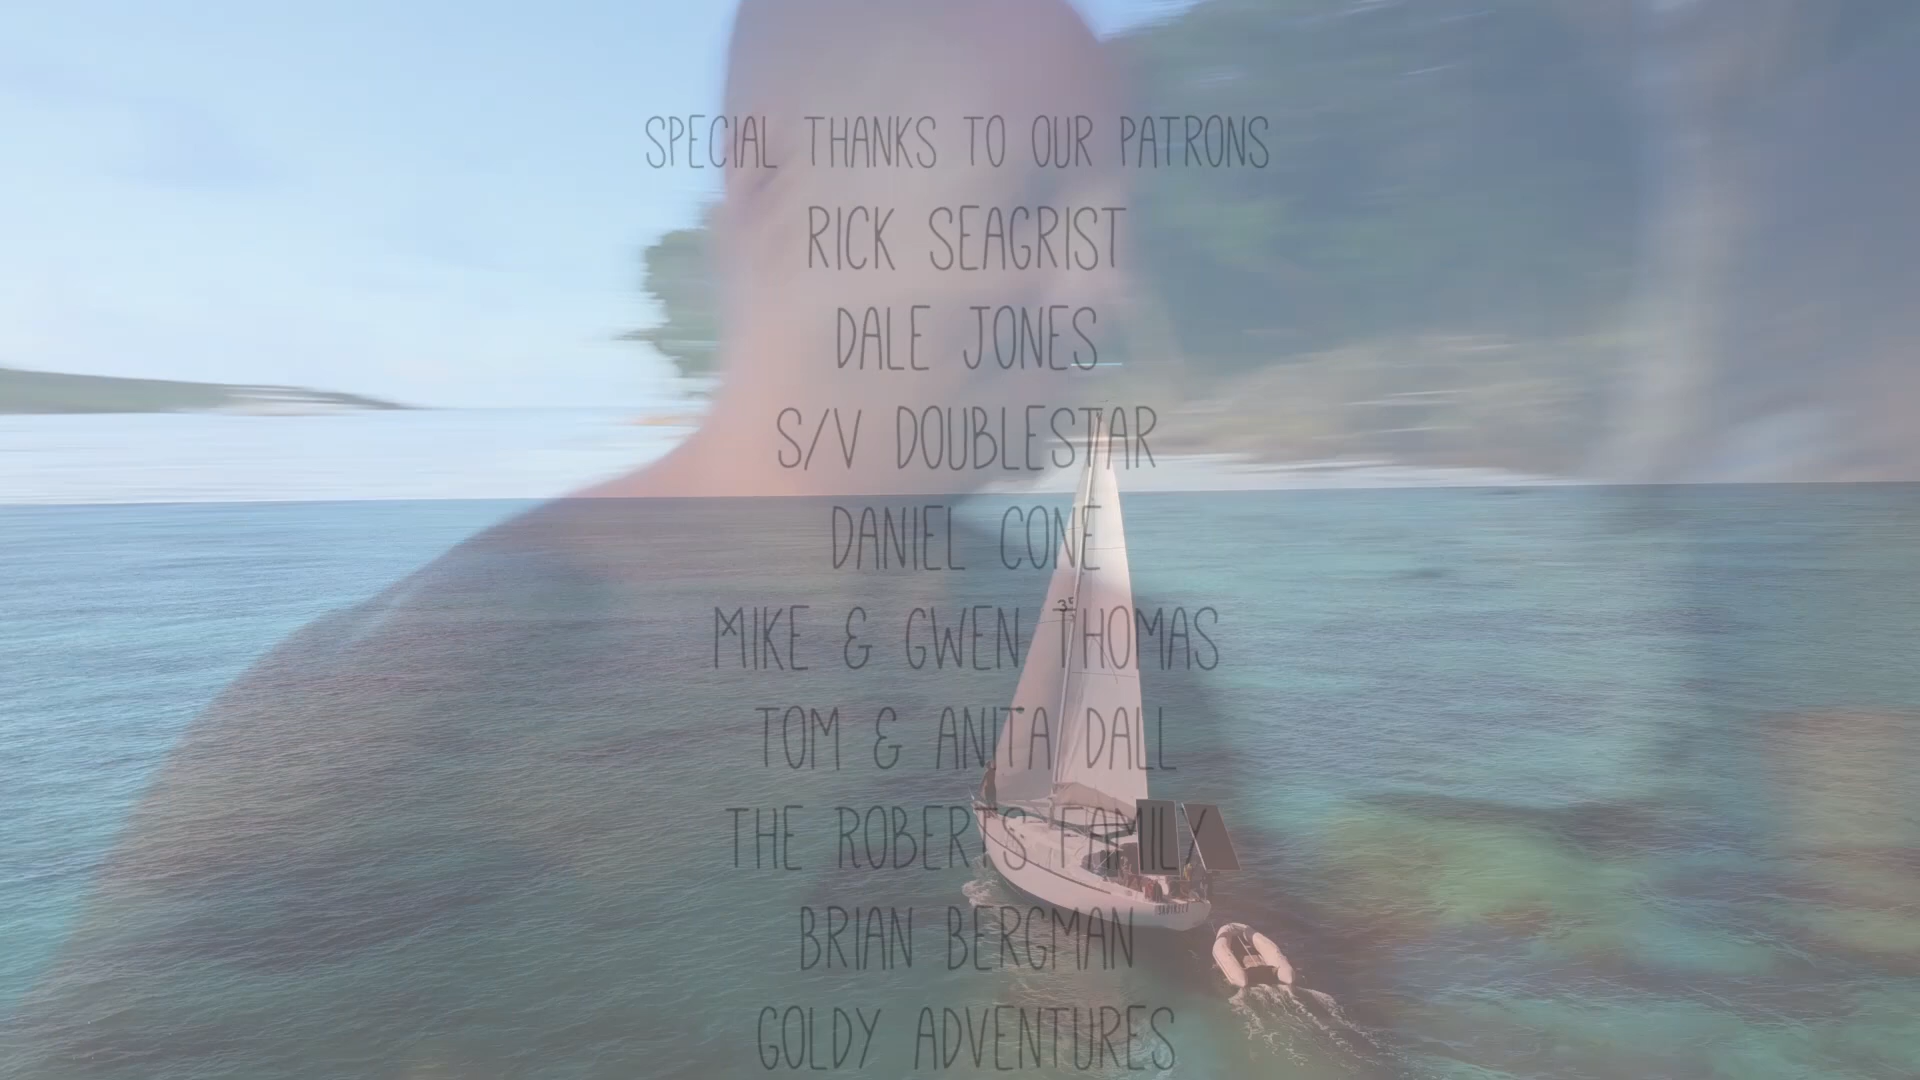 SPECIAL THANKS TO OUR PATRONS
RICK SEAGRIST
DALE JONES
S/V DOUBLESTAR
DANIEL CONE
MIKE & GWEN THOMAS
35
TOM & ANITA DALL
THE ROBERTS FAMILY
BRIAN BERGMAN
GOLDY ADVENTURES